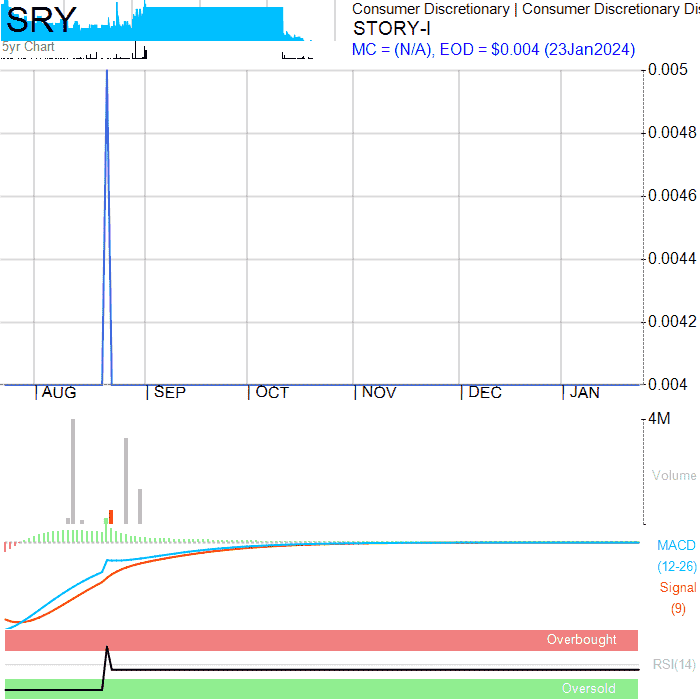 SRY
Consumer Discretionary | Consumer Discretionary Dis
STORY-I
5yr Chart
MC = (N/A), EOD = $0.004 (23Jan2024)
0.005
0.0048
0.0046
0.0044
0.0042
0.004
AUG SEP OCT NOV DEC JAN
4M
Volume
MACD
(12-26)
Signal
(9)
Overbought
RSI(14)
Oversold